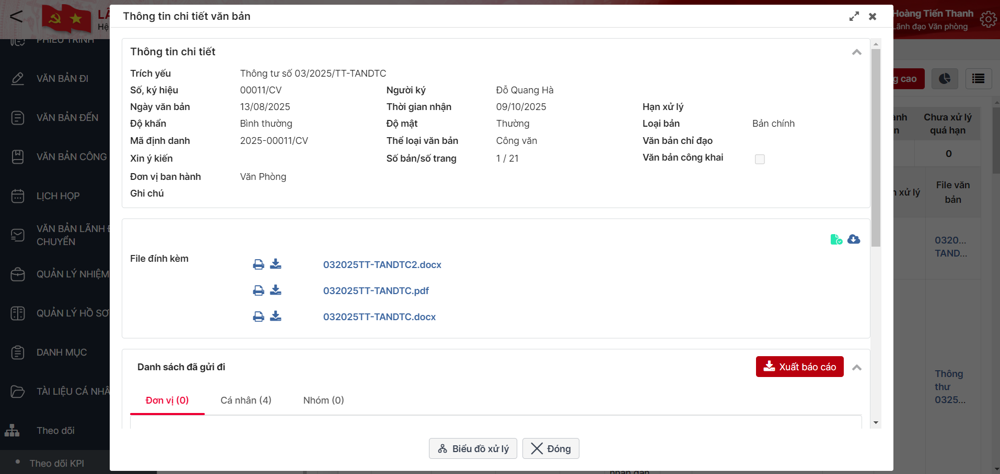 Thông tin chi tiết văn bản
Hoàng Tiến Thanh
Lãnh đạo Văn phòng
PHIẾU TRÌNH
VĂN BẢN ĐI
VĂN BẢN ĐẾN
VĂN BẢN CÔNG
LỊCH HỌP
VĂN BẢN LÃNH
CHUYỂN
QUẢN LÝ NHIỆM
QUẢN LÝ HỒ SƠ
DANH MỤC
TÀI LIỆU CÁ NHÂ
Theo dõi
Theo dõi KPI
Thông tin chi tiết
Trích yếu Thông tư số 03/2025/TT-TANDTC
Số, ký hiệu 00011/CV Người ký Đỗ Quang Hà
Ngày văn bản 13/08/2025 Thời gian nhận 09/10/2025 Hạn xử lý
Độ khẩn Bình thường Độ mật Thường Loại bản Bản chính
Mã định danh 2025-00011/CV Thể loại văn bản Công văn Văn bản chỉ đạo
Xin ý kiến Số bản/số trang 1 / 21 Văn bản công khai
Đơn vị ban hành Văn Phòng
Ghi chú
File đính kèm
032025TT-TANDTC2.docx
032025TT-TANDTC.pdf
032025TT-TANDTC.docx
Danh sách đã gửi đi Xuất báo cáo
Đơn vị (0) Cá nhân (4) Nhóm (0)
Biểu đồ xử lý Đóng
g cao
Chưa xử lý
quá hạn
0
xử lý
File văn
bản
0320...
TAND...
Thông
thư
0325...